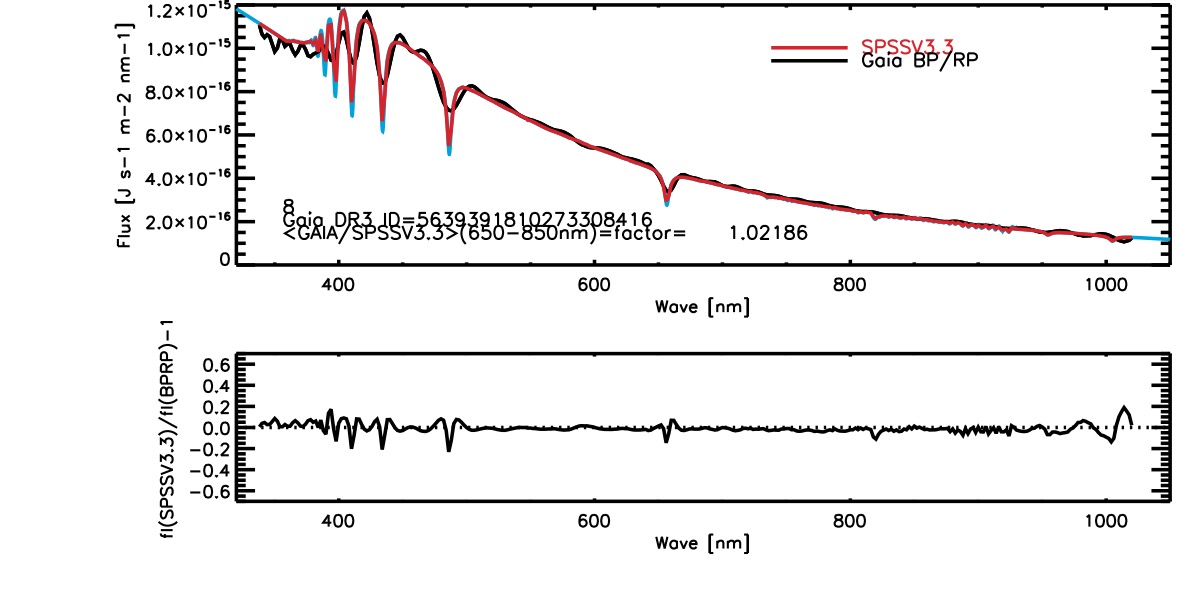 1.2×10−15
1.0×10−15
8.0×10−16
6.0×10−16
4.0×10−16
2.0×10−16
0
Flux [J s−1 m−2 nm−1]
SPSSV3.3
Gaia BP/RP
8
Gaia DR3 ID=5639391810273308416
<GAIA/SPSSV3.3>(650−850nm)=factor= 1.02186
400 600 800 1000
Wave [nm]
fl(SPSSV3.3)/fl(BPRP)−1
0.6
0.4
0.2
0.0
−0.2
−0.4
−0.6
400 600 800 1000
Wave [nm]